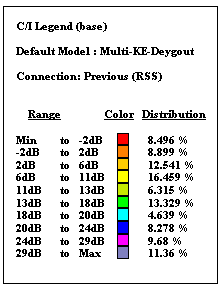 C/I Legend (base)
Default Model : Multi-KE-Deygout
Connection: Previous (RSS)
Range Color Distribution
Min to -2dB 8.496 %
-2dB to 2dB 8.899 %
2dB to 6dB 12.541 %
6dB to 11dB 16.459 %
11dB to 13dB 6.315 %
13dB to 18dB 13.329 %
18dB to 20dB 4.639 %
20dB to 24dB 8.278 %
24dB to 29dB 9.68 %
29dB to Max 11.36 %